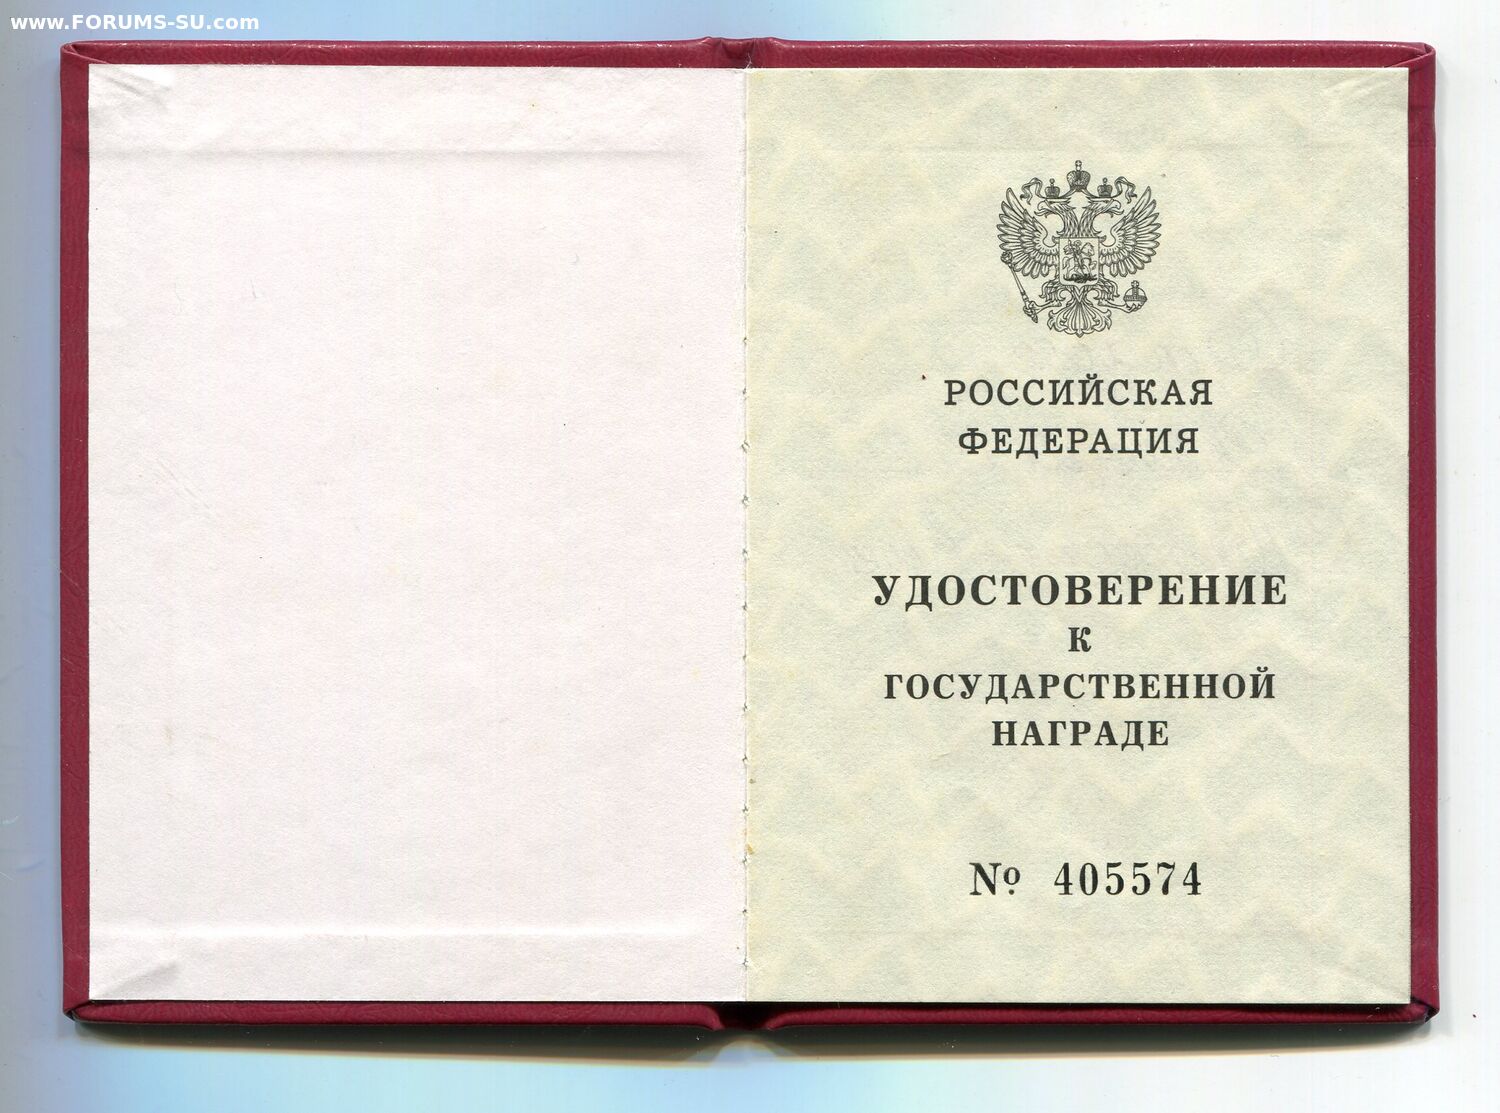 www.FORUMS-SU.com
РОССИЙСКАЯ
ФЕДЕРАЦИЯ
УДОСТОВЕРЕНИЕ
К
ГОСУДАРСТВЕННОЙ
НАГРАДЕ
№ 405574